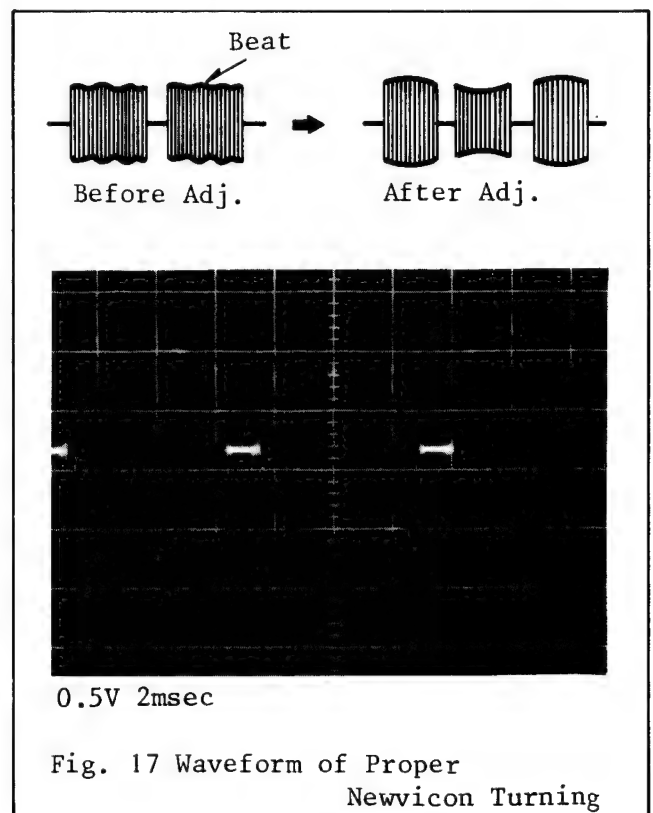 Beat
Before Adj.
After Adj.
0.5V 2msec
Fig. 17 Waveform of Proper
Newvicon Turning